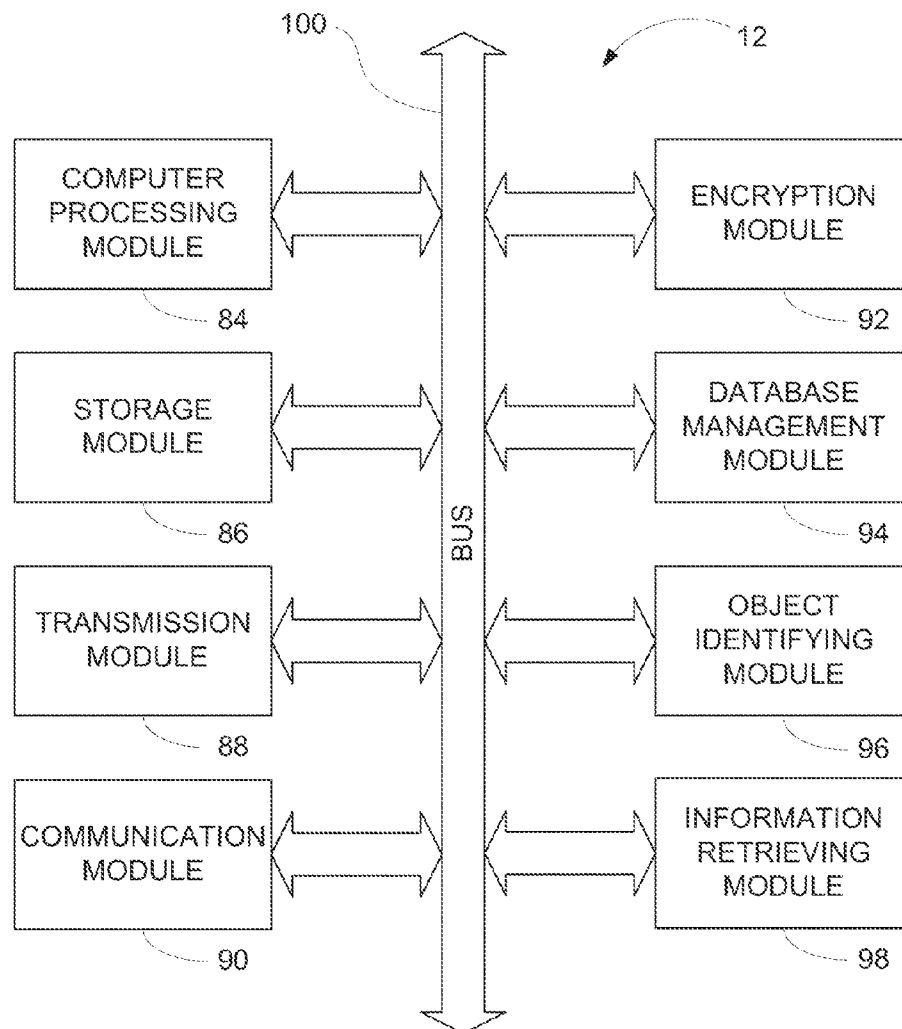 100
12
COMPUTER
PROCESSING
MODULE
84
ENCRYPTION
MODULE
92
STORAGE
MODULE
86
DATABASE
MANAGEMENT
MODULE
94
BUS
TRANSMISSION
MODULE
88
OBJECT
IDENTIFYING
MODULE
96
COMMUNICATION
MODULE
90
INFORMATION
RETRIEVING
MODULE
98